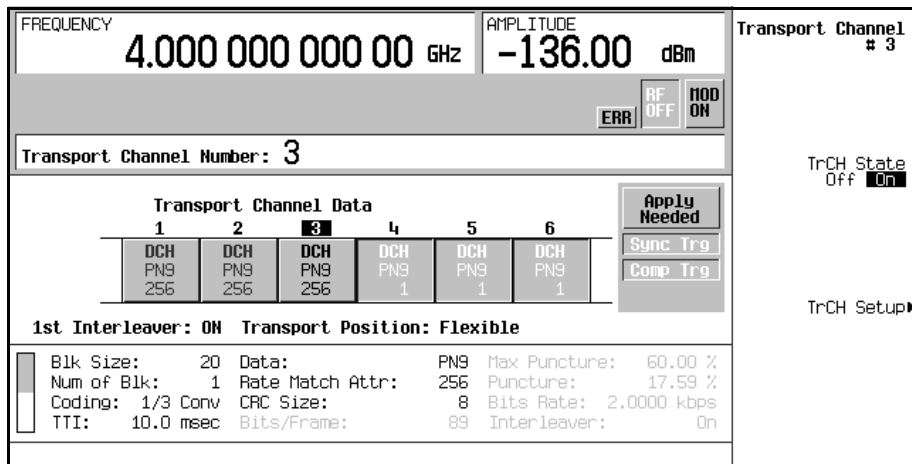 FREQUENCY
4.000 000 000 00 GHz
AMPLITUDE
-136.00 dBm
Transport Channel
# 3
ERR
RF
OFF
MOD
ON
Transport Channel Number: 3
TrCH State
Off On
Transport Channel Data
1 2 3 4 5 6
DCH DCH DCH DCH DCH DCH
PN9 PN9 PN9 PN9 PN9 PN9
256 256 256 1 1 1
Apply
Needed
Sync Trg
Comp Trg
TrCH Setup
1st Interleaver: ON Transport Position: Flexible
Blk Size: 20 Data: PN9 Max Puncture: 60.00 %
Num of Blk: 1 Rate Match Attr: 256 Puncture: 17.59 %
Coding: 1/3 Conv CRC Size: 8 Bits Rate: 2.0000 kbps
TTI: 10.0 msec Bits/Frame: 89 Interleaver: On